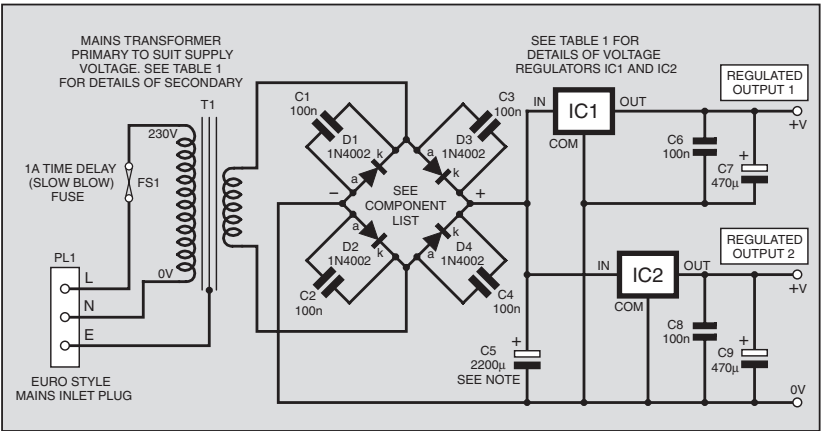 MAINS TRANSFORMER
PRIMARY TO SUIT SUPPLY
VOLTAGE. SEE TABLE 1
FOR DETAILS OF SECONDARY
T1
230V
0V
1A TIME DELAY
(SLOW BLOW)
FUSE
FS1
PL1
L
N
E
EURO STYLE
MAINS INLET PLUG
C1
100n
D1
1N4002
a
k
C3
100n
D3
1N4002
a
k
–
SEE
COMPONENT
LIST
+
a
D2
1N4002
k
C2
100n
k
D4
1N4002
a
C4
100n
SEE TABLE 1 FOR
DETAILS OF VOLTAGE
REGULATORS IC1 AND IC2
IN
IC1
OUT
COM
C6
100n
+
C7
470µ
REGULATED
OUTPUT 1
+V
IN
IC2
OUT
COM
C8
100n
+
C9
470µ
REGULATED
OUTPUT 2
+V
+
C5
2200µ
SEE NOTE
0V